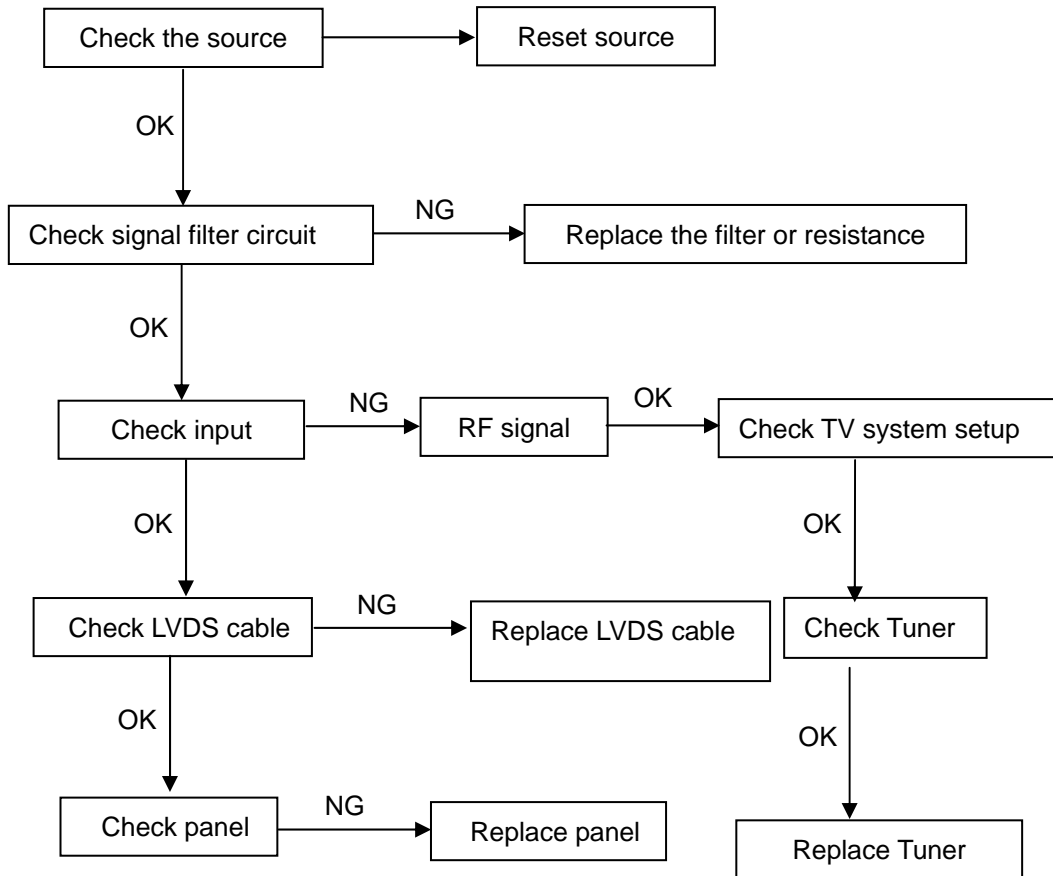 Check the source
Reset source
OK
Check signal filter circuit
NG
Replace the filter or resistance
OK
Check input
NG
RF signal
OK
Check TV system setup
OK
OK
Check LVDS cable
NG
Replace LVDS cable
Check Tuner
OK
OK
Check panel
NG
Replace panel
Replace Tuner